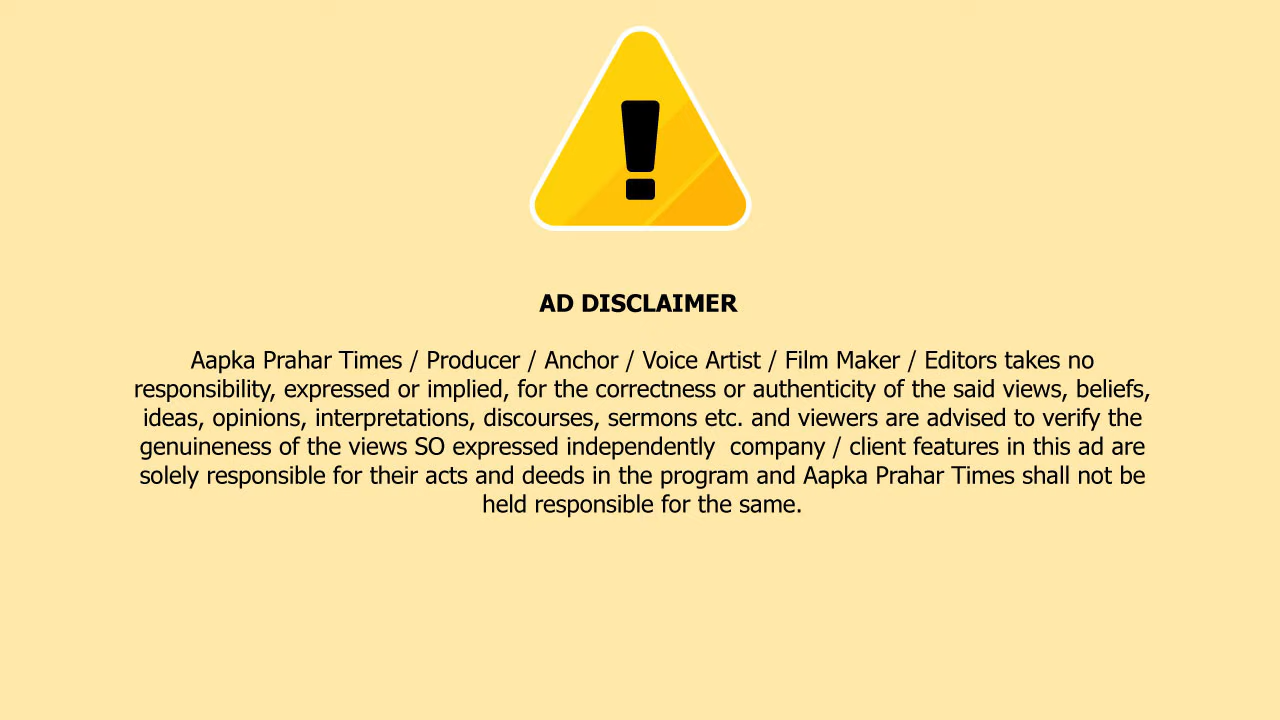 AD DISCLAIMER
Aapka Prahar Times / Producer / Anchor / Voice Artist / Film Maker / Editors takes no
responsibility, expressed or implied, for the correctness or authenticity of the said views, beliefs,
ideas, opinions, interpretations, discourses, sermons etc. and viewers are advised to verify the
genuineness of the views SO expressed independently  company / client features in this ad are
solely responsible for their acts and deeds in the program and Aapka Prahar Times shall not be
held responsible for the same.